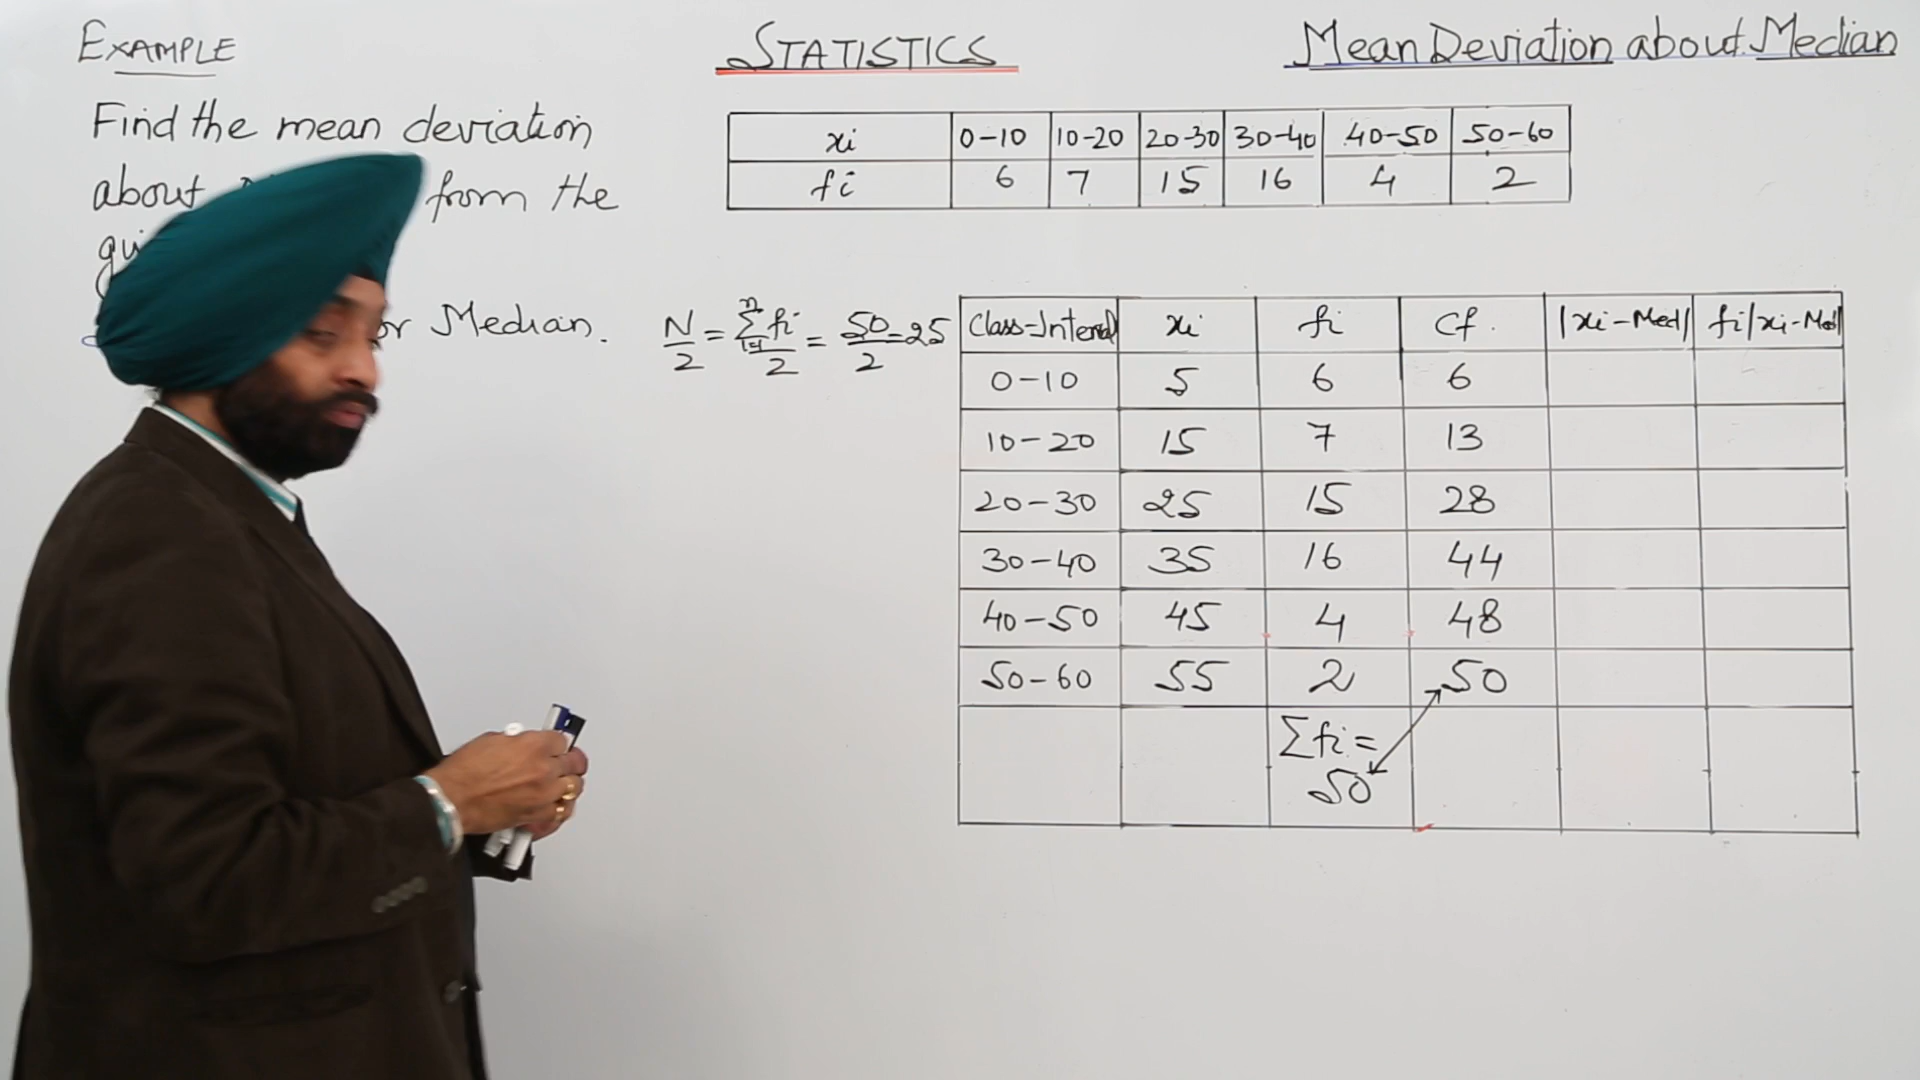 EXAMPLE
STATISTICS
Mean Deviation about Median
Find the mean deviation
about from the
xi 0-10 10-20 20-30 30-40 40-50 50-60
fi 6 7 15 16 4 2
Median.
N/2 = Σfi/2 = 50/2 = 25
Class-Interval xi fi Cf. |xi-Med| fi|xi-Med|
0-10 5 6 6
10-20 15 7 13
20-30 25 15 28
30-40 35 16 44
40-50 45 4 48
50-60 55 2 50
Σfi =
50